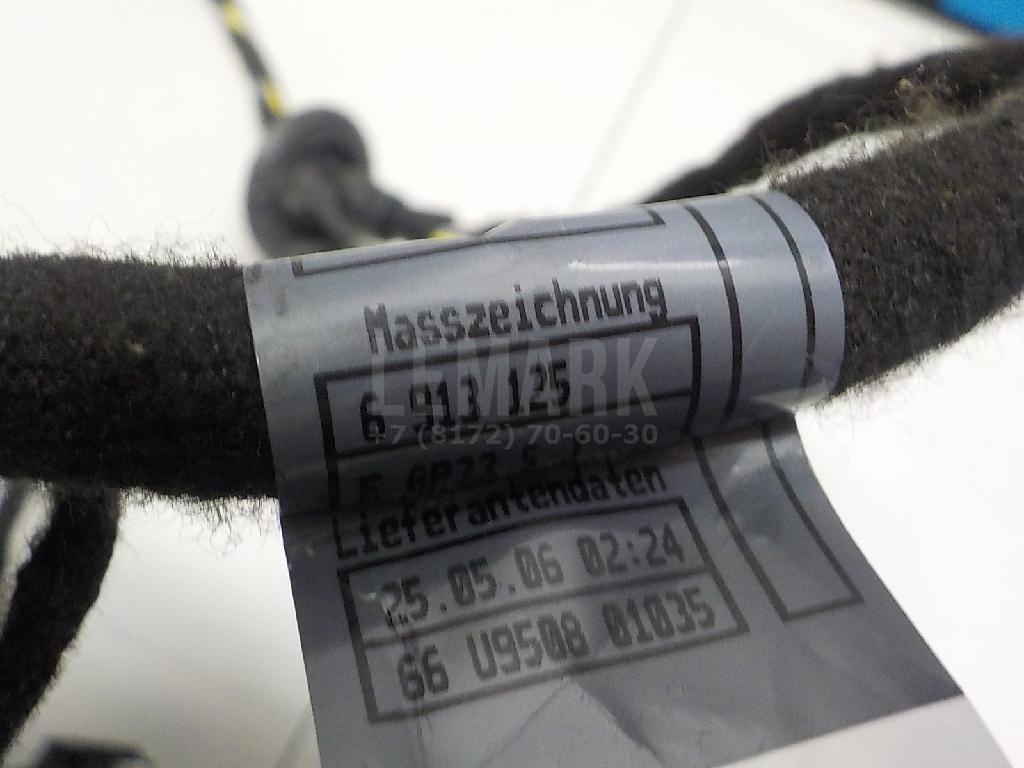 Masszeichnung
6 913 125
LEMARK
+7 (8172) 70-60-30
Lieferantendaten
25.05.06 02:24
66 U9508 01035